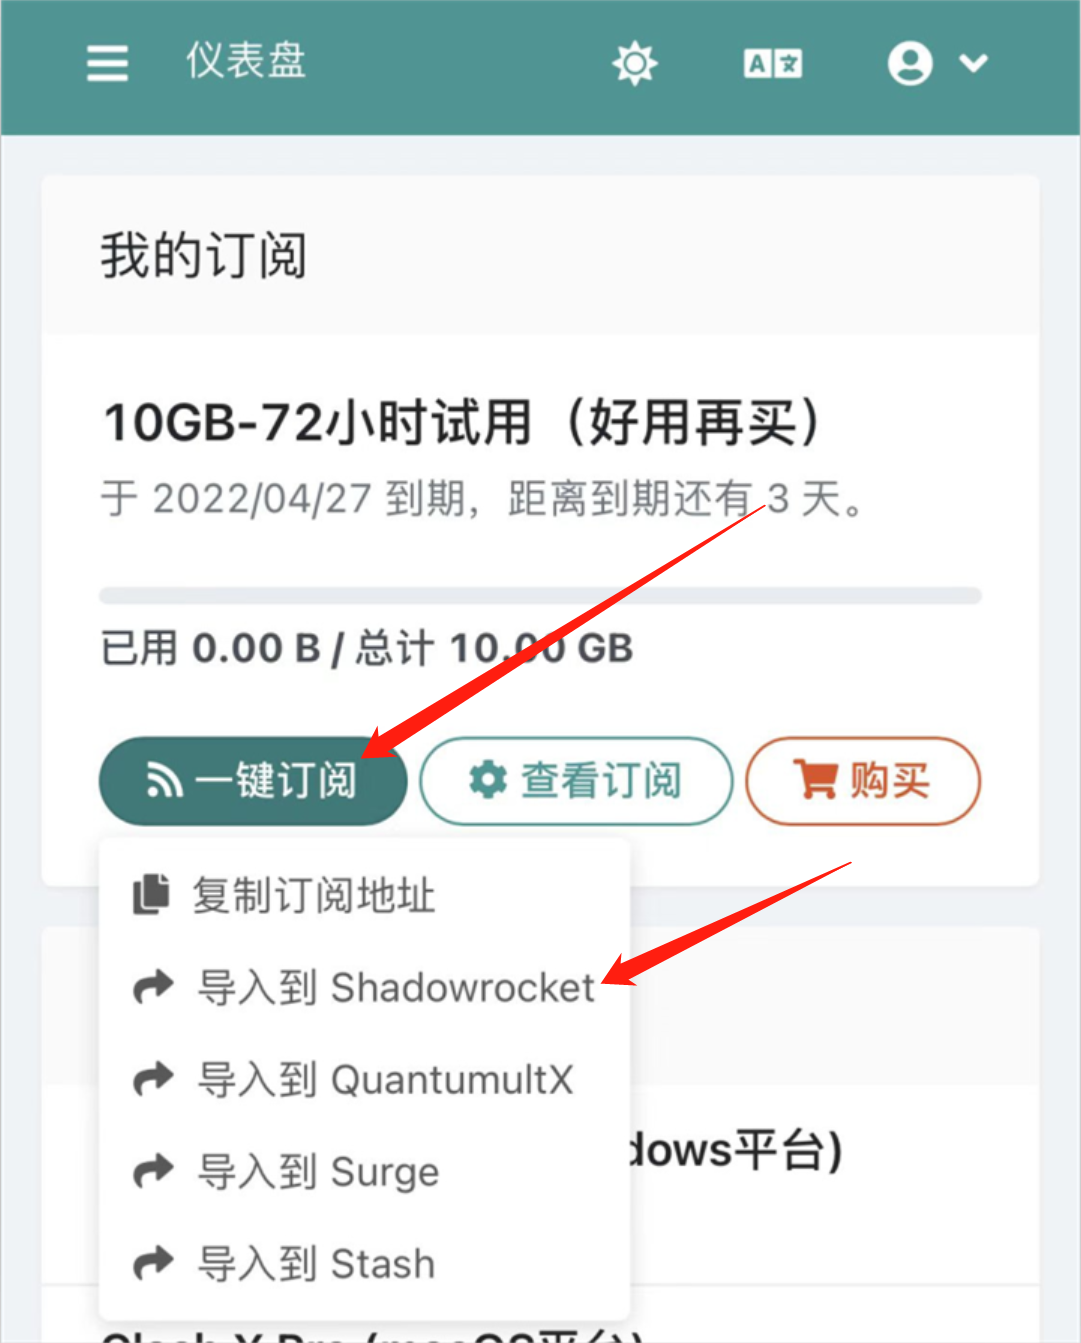 仪表盘
我的订阅
10GB-72小时试用（好用再买）
于 2022/04/27 到期，距离到期还有 3 天。
已用 0.00 B / 总计 10.00 GB
一键订阅 查看订阅 购买
复制订阅地址
导入到 Shadowrocket
导入到 QuantumultX
dows平台)
导入到 Surge
导入到 Stash